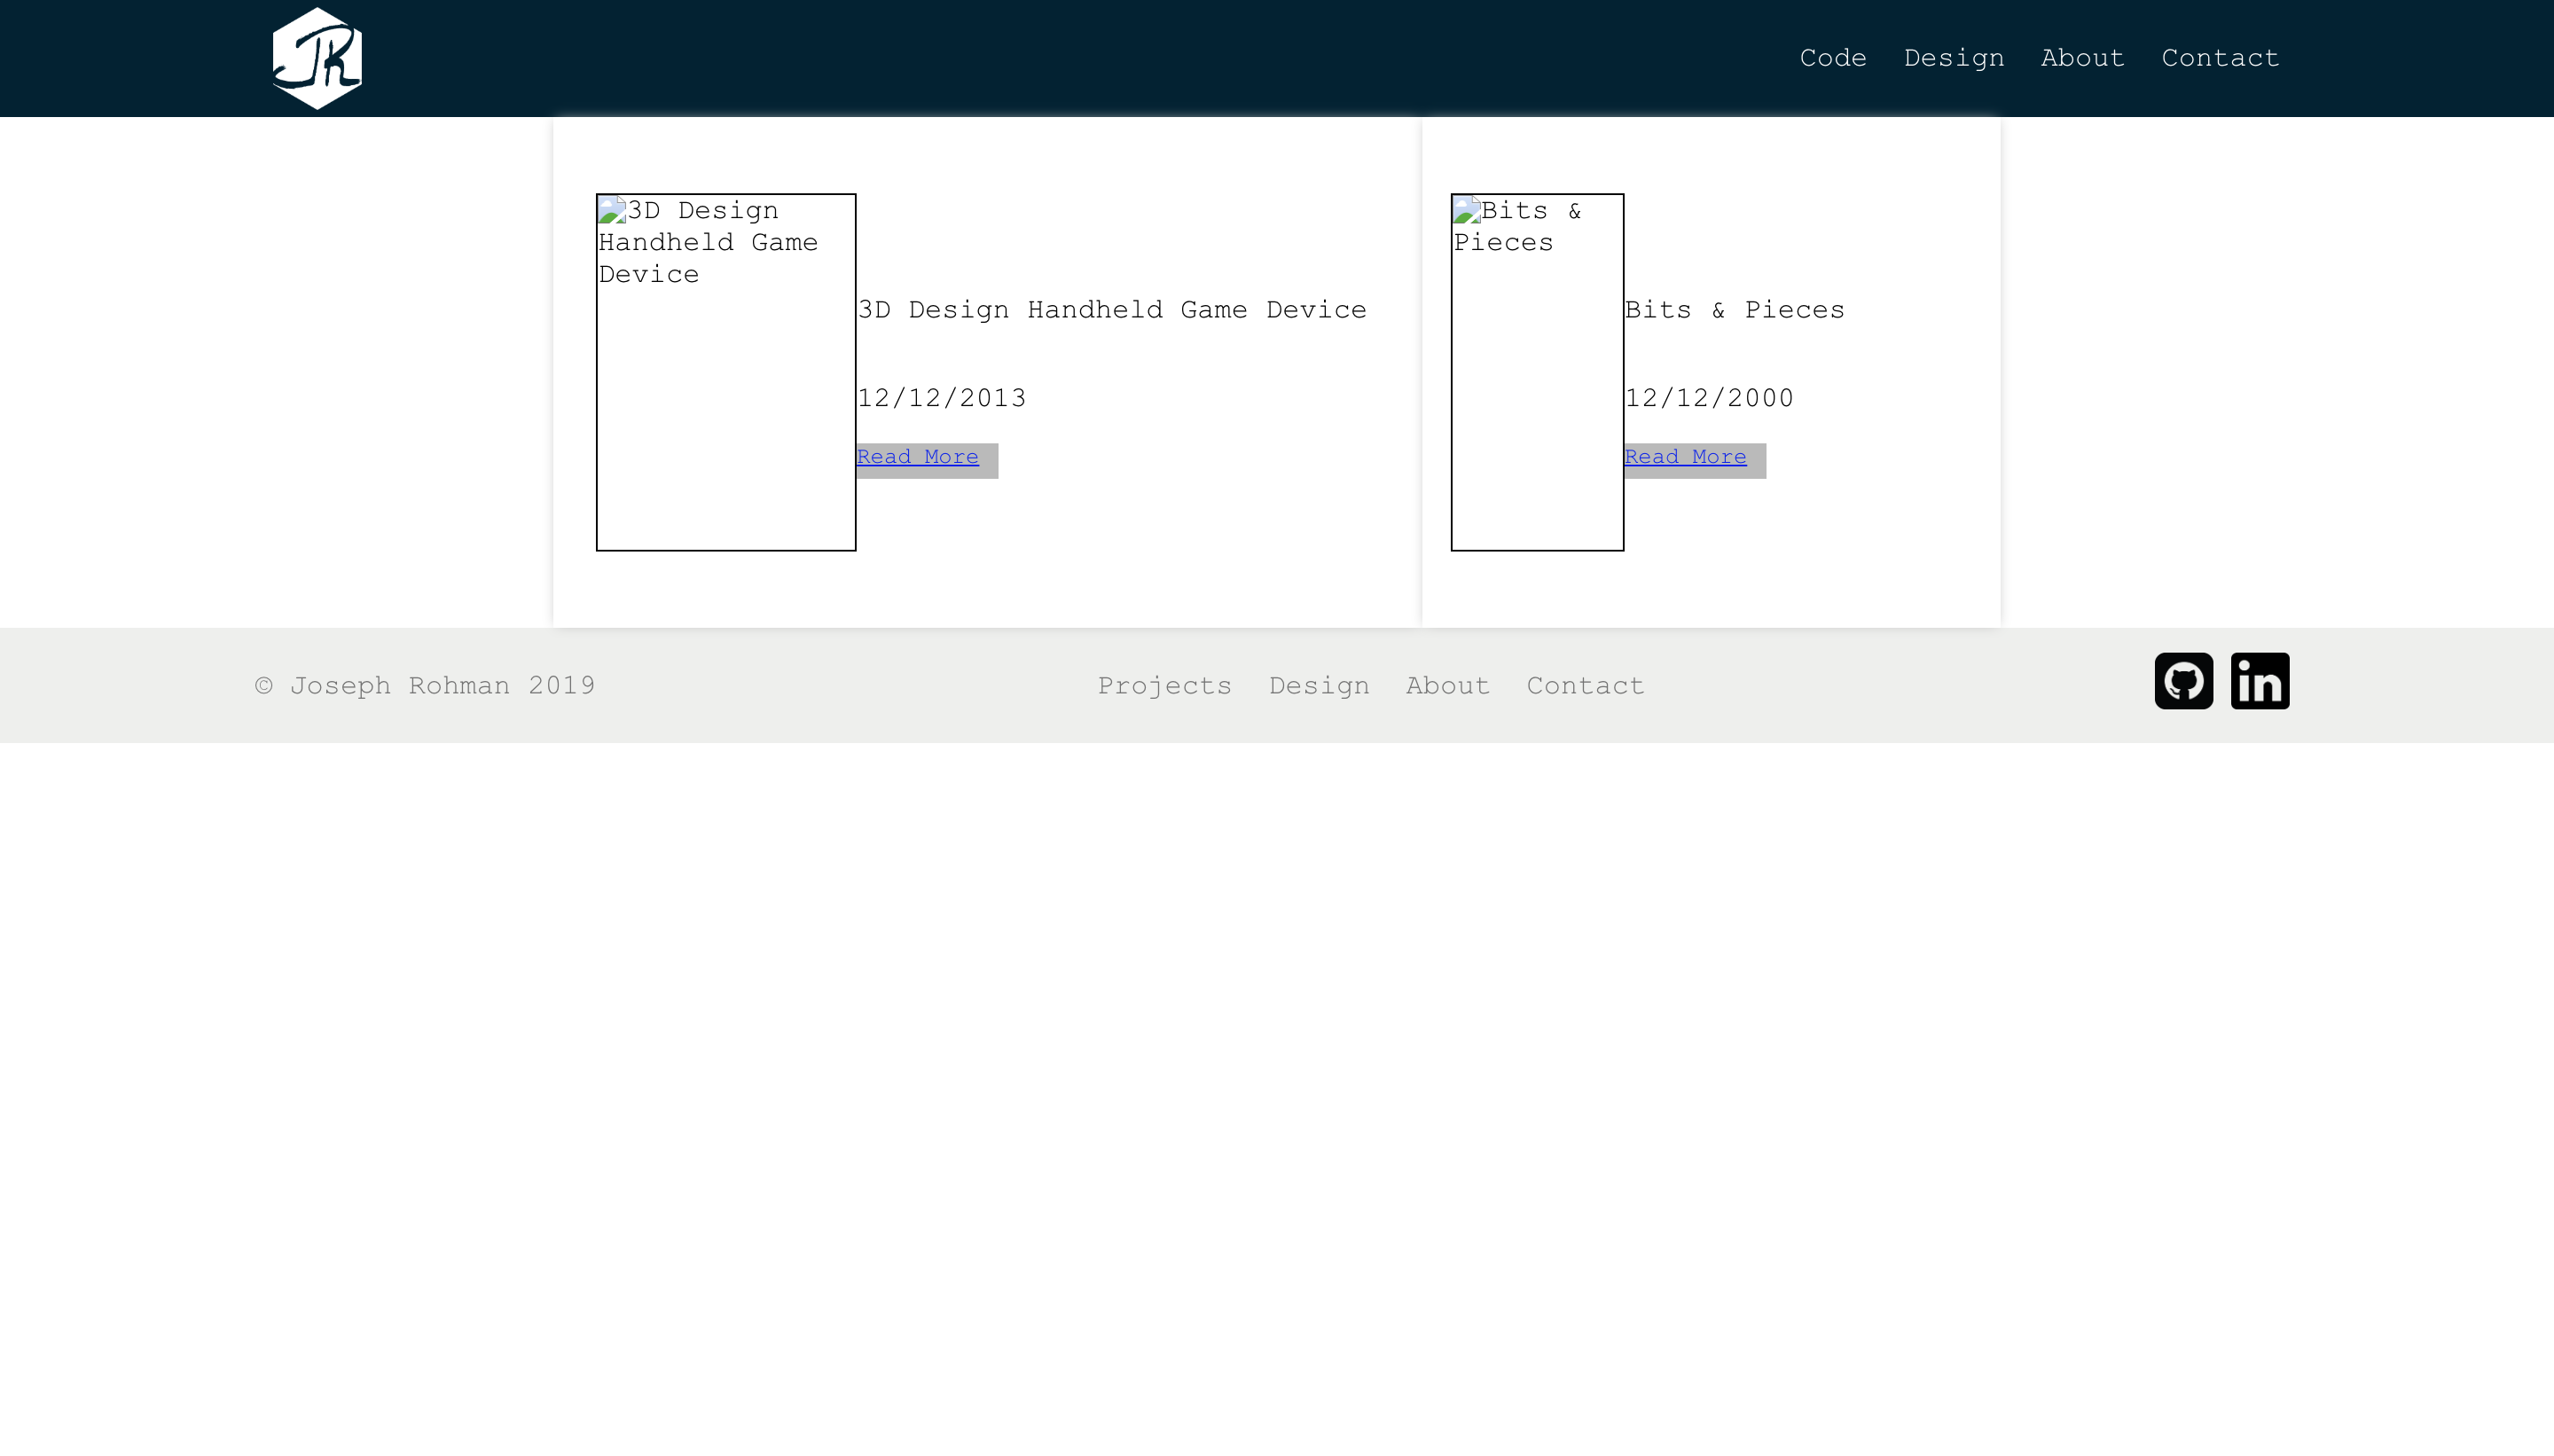 JR
Code Design About Contact
3D Design
Handheld Game
Device
3D Design Handheld Game Device
12/12/2013
Read More
Bits &
Pieces
Bits & Pieces
12/12/2000
Read More
© Joseph Rohman 2019
Projects Design About Contact
in